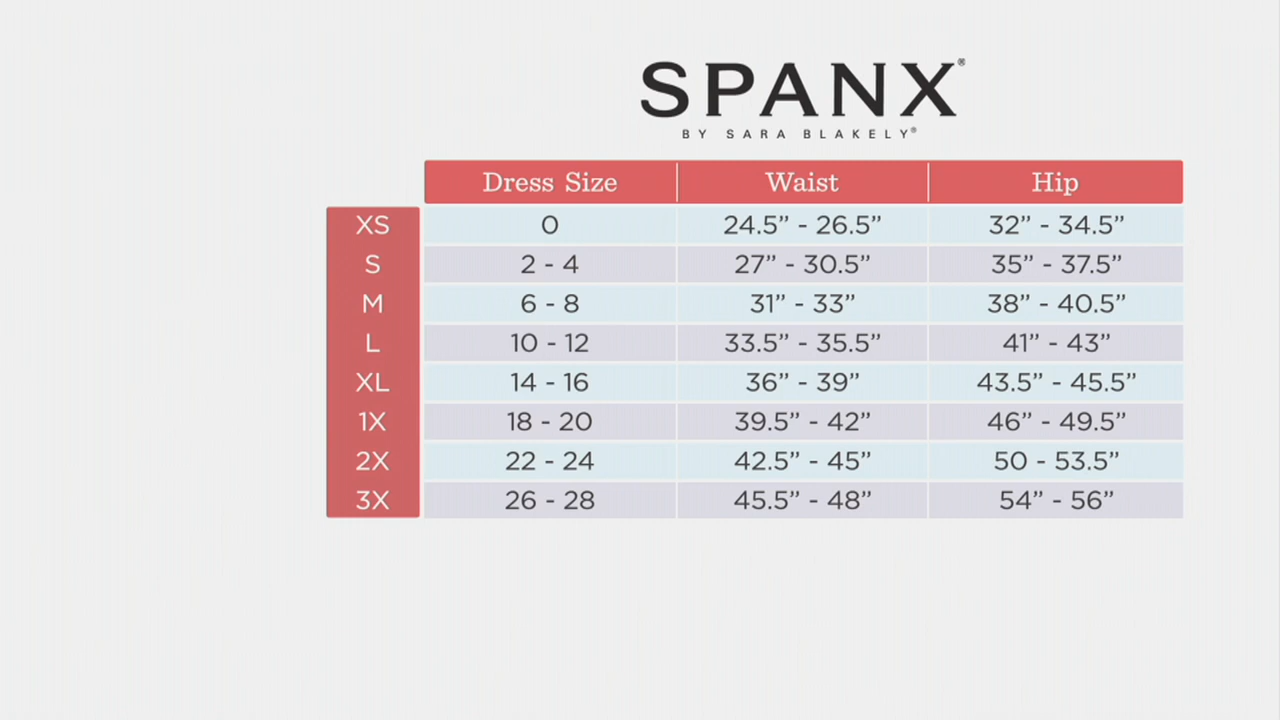 SPANX®
BY SARA BLAKELY®
Dress Size Waist Hip
XS 0 24.5” - 26.5” 32” - 34.5”
S 2 - 4 27” - 30.5” 35” - 37.5”
M 6 - 8 31” - 33” 38” - 40.5”
L 10 - 12 33.5” - 35.5” 41” - 43”
XL 14 - 16 36” - 39” 43.5” - 45.5”
1X 18 - 20 39.5” - 42” 46” - 49.5”
2X 22 - 24 42.5” - 45” 50 - 53.5”
3X 26 - 28 45.5” - 48” 54” - 56”